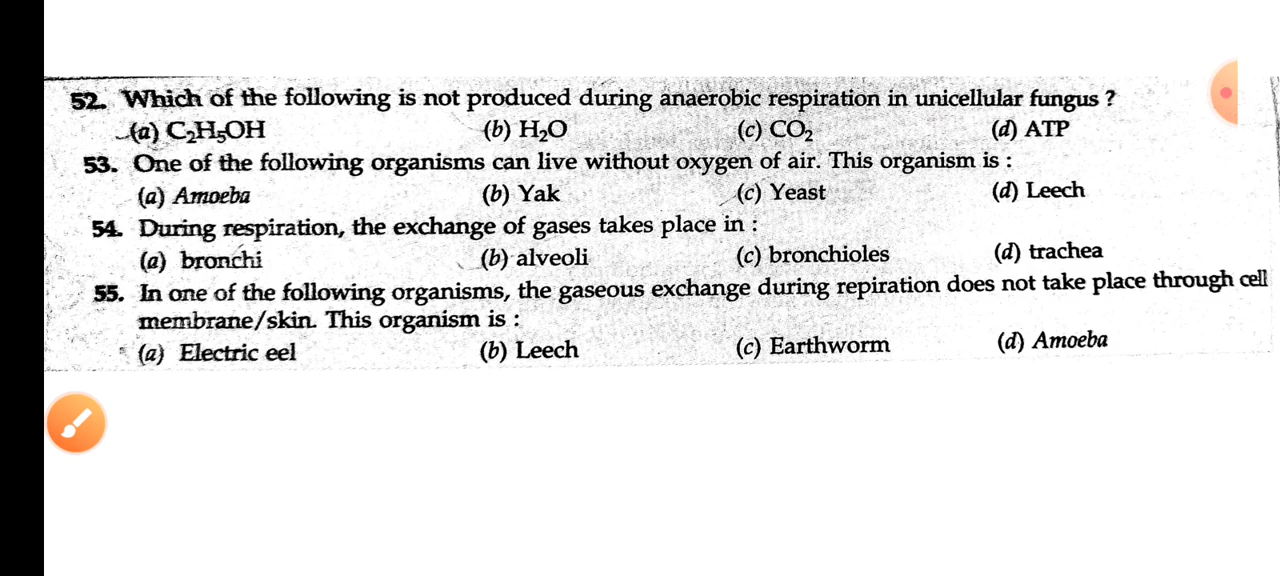 52. Which of the following is not produced during anaerobic respiration in unicellular fungus ?
(a) C₂H₅OH (b) H₂O (c) CO₂ (d) ATP
53. One of the following organisms can live without oxygen of air. This organism is :
(a) Amoeba (b) Yak (c) Yeast (d) Leech
54. During respiration, the exchange of gases takes place in :
(a) bronchi (b) alveoli (c) bronchioles (d) trachea
55. In one of the following organisms, the gaseous exchange during repiration does not take place through cell
membrane/skin. This organism is :
(a) Electric eel (b) Leech (c) Earthworm (d) Amoeba